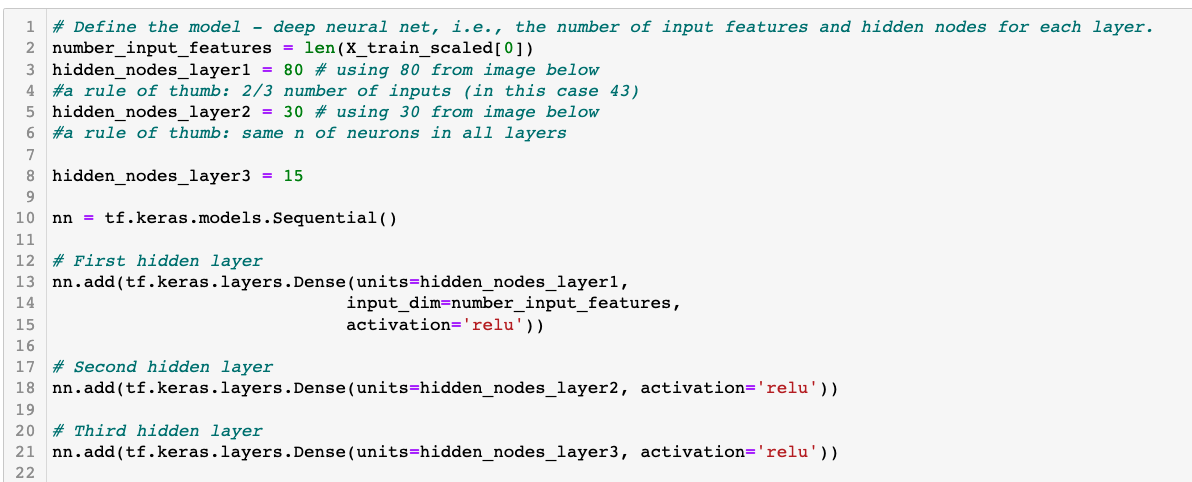 1 # Define the model - deep neural net, i.e., the number of input features and hidden nodes for each layer.
2 number_input_features = len(X_train_scaled[0])
3 hidden_nodes_layer1 = 80 # using 80 from image below
4 #a rule of thumb: 2/3 number of inputs (in this case 43)
5 hidden_nodes_layer2 = 30 # using 30 from image below
6 #a rule of thumb: same n of neurons in all layers
7
8 hidden_nodes_layer3 = 15
9
10 nn = tf.keras.models.Sequential()
11
12 # First hidden layer
13 nn.add(tf.keras.layers.Dense(units=hidden_nodes_layer1,
14                             input_dim=number_input_features,
15                             activation='relu'))
16
17 # Second hidden layer
18 nn.add(tf.keras.layers.Dense(units=hidden_nodes_layer2, activation='relu'))
19
20 # Third hidden layer
21 nn.add(tf.keras.layers.Dense(units=hidden_nodes_layer3, activation='relu'))
22